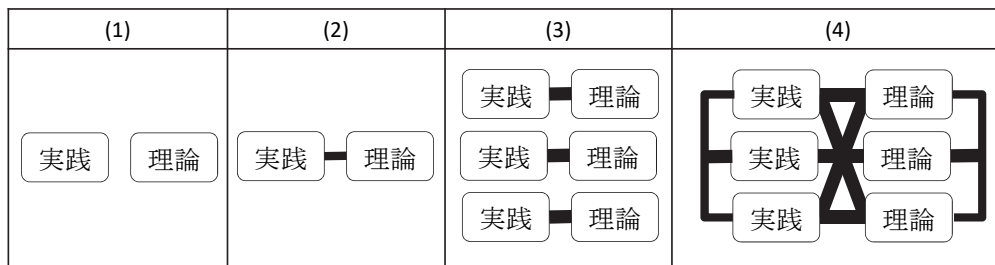 (1) (2) (3) (4)
実践 理論 実践 理論 実践 理論 実践 理論
実践 理論 実践 理論
実践 理論 実践 理論